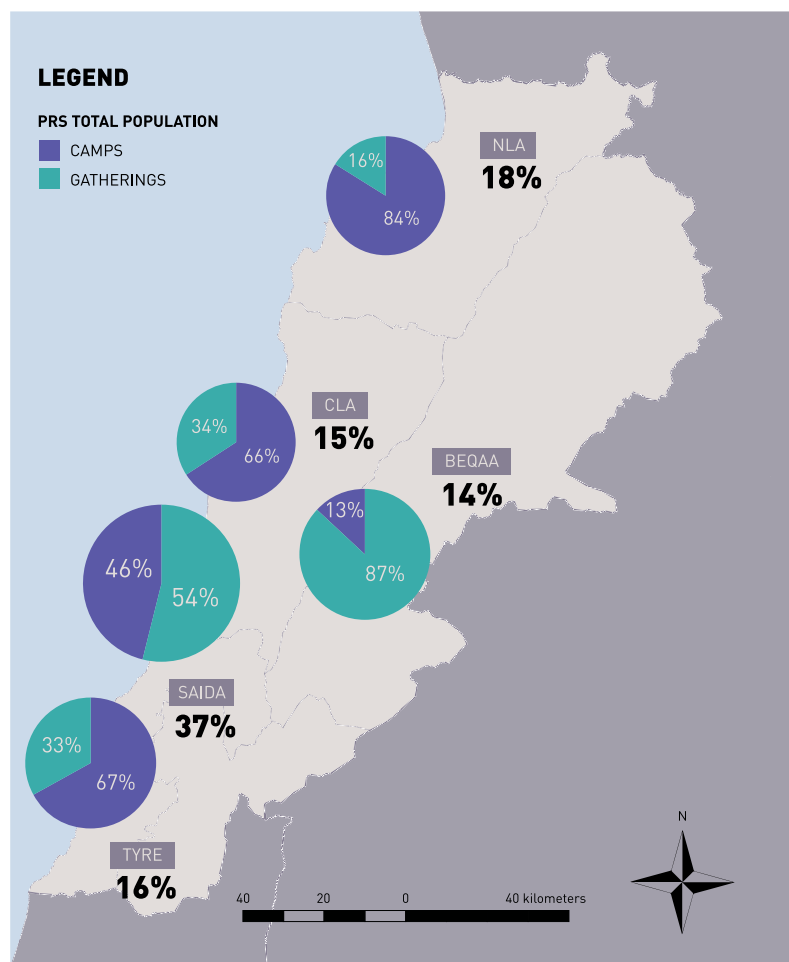 LEGEND
PRS TOTAL POPULATION
CAMPS
GATHERINGS
NLA
18%
16%
84%
CLA
15%
34%
66%
BEQAA
14%
13%
87%
46%
54%
SAIDA
37%
33%
67%
TYRE
16%
N
40 20 0 40 kilometers